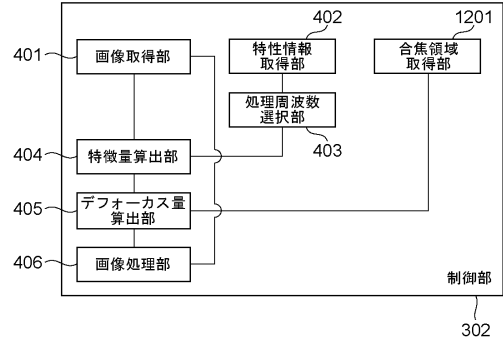 402
1201
401
画像取得部
特性情報
取得部
合焦領域
取得部
処理周波数
選択部
403
404
特徴量算出部
405
デフォーカス量
算出部
406
画像処理部
制御部
302